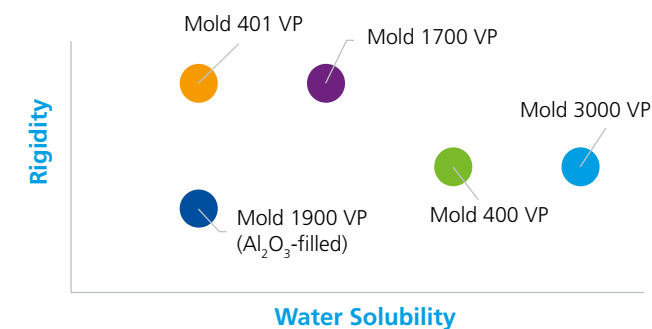 Mold 401 VP
Mold 1700 VP
Mold 3000 VP
Rigidity
Mold 1900 VP
(Al₂O₃-filled)
Mold 400 VP
Water Solubility